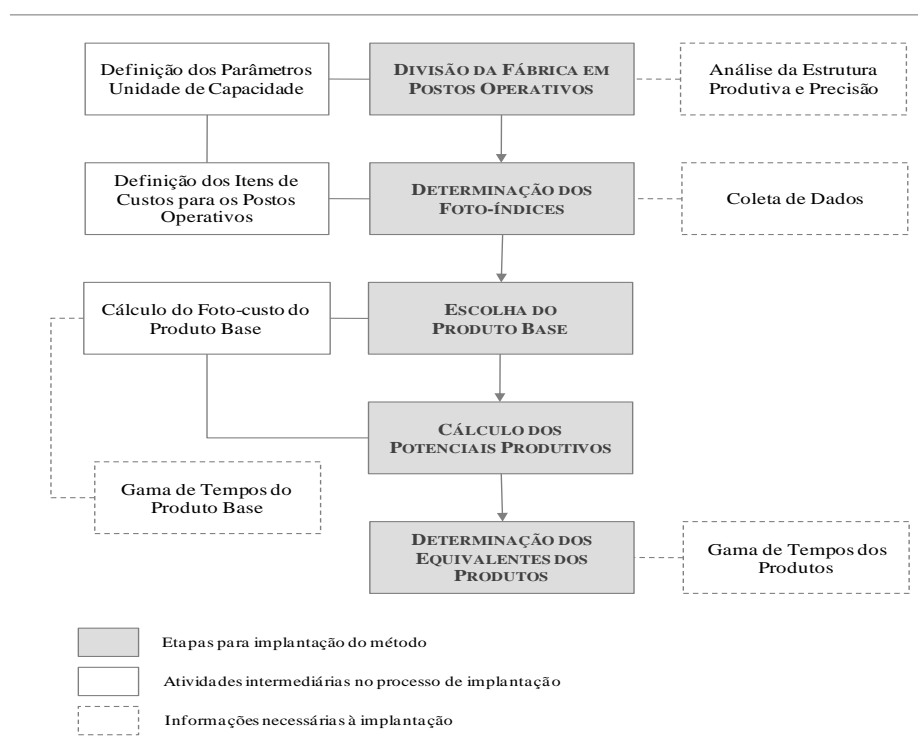 Definição dos Parâmetros
Unidade de Capacidade
DIVISÃO DA FÁBRICA EM
POSTOS OPERATIVOS
Análise da Estrutura
Produtiva e Precisão
Definição dos Itens de
Custos para os Postos
Operativos
DETERMINAÇÃO DOS
FOTO-ÍNDICES
Coleta de Dados
Cálculo do Foto-custo do
Produto Base
ESCOLHA DO
PRODUTO BASE
CÁLCULO DOS
POTENCIAIS PRODUTIVOS
Gama de Tempos do
Produto Base
DETERMINAÇÃO DOS
EQUIVALENTES DOS
PRODUTOS
Gama de Tempos dos
Produtos
Etapas para implantação do método
Atividades intermediárias no processo de implantação
Informações necessárias à implantação